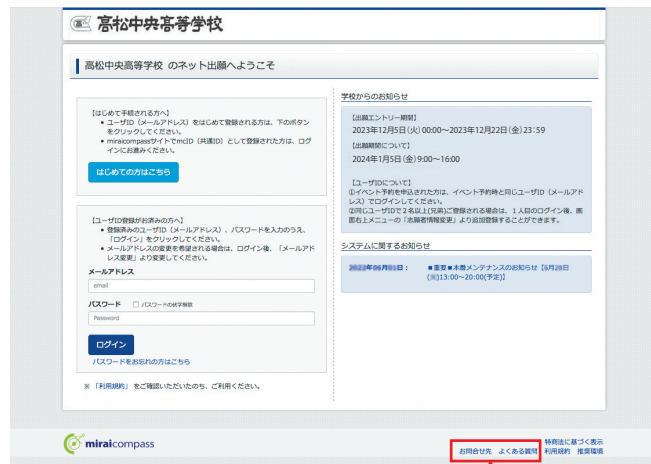 高松中央高等学校
高松中央高等学校 のネット出願へようこそ
【はじめて手続される方へ】
• ユーザID（メールアドレス）をはじめて登録される方は、下のボタン
をクリックしてください。
• miraicompassサイトでmcID（共通ID）として登録された方は、ログ
インにお進みください。
はじめての方はこちら
【ユーザID登録がお済みの方へ】
• 登録済みのユーザID（メールアドレス）、パスワードを入力のうえ、
「ログイン」をクリックしてください。
• メールアドレスの変更を希望される場合は、ログイン後、「メールアド
レス変更」より変更してください。
メールアドレス
email
パスワード □ パスワードの伏字解除
Password
ログイン
パスワードをお忘れの方はこちら
※ 「利用規約」 をご確認いただいたのち、ご利用ください。
学校からのお知らせ
【出願エントリー期間】
2023年12月5日(火)00:00～2023年12月22日(金)23:59
【出願期間について】
2024年1月5日(金)9:00～16:00
【ユーザIDについて】
①イベント予約を申込された方は、イベント予約時と同じユーザID（メールアド
レス）でログインしてください。
②同じユーザIDで２名以上(兄弟)ご登録される場合は、１人目のログイン後、画
面右上メニューの「志願者情報変更」より追加登録することができます。
システムに関するお知らせ
年 月 日： ■重要■本番メンテナンスのお知らせ【 月 日
13:00～20:00(予定)】
miraicompass
お問合せ先 よくある質問
特商法に基づく表示
利用規約 推奨環境